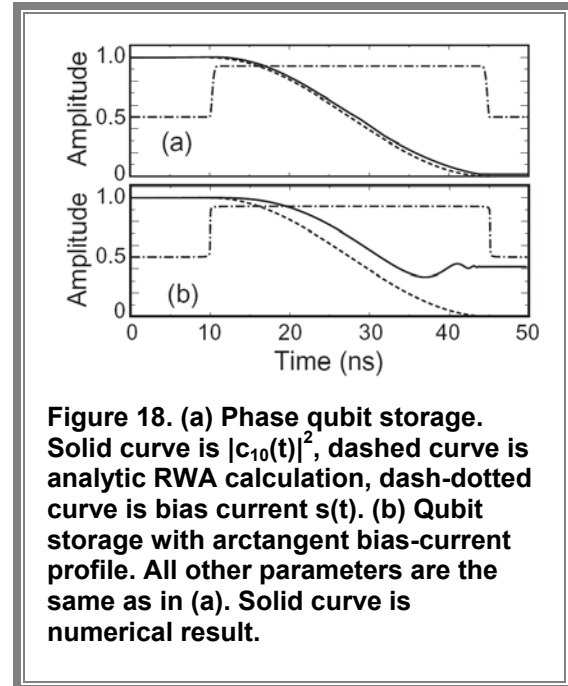 1.0
Amplitude
0.5
(a)
0
1.0
Amplitude
0.5
(b)
0
0 10 20 30 40 50
Time (ns)
Figure 18. (a) Phase qubit storage.
Solid curve is |c10(t)|2, dashed curve is
analytic RWA calculation, dash-dotted
curve is bias current s(t). (b) Qubit
storage with arctangent bias-current
profile. All other parameters are the
same as in (a). Solid curve is
numerical result.